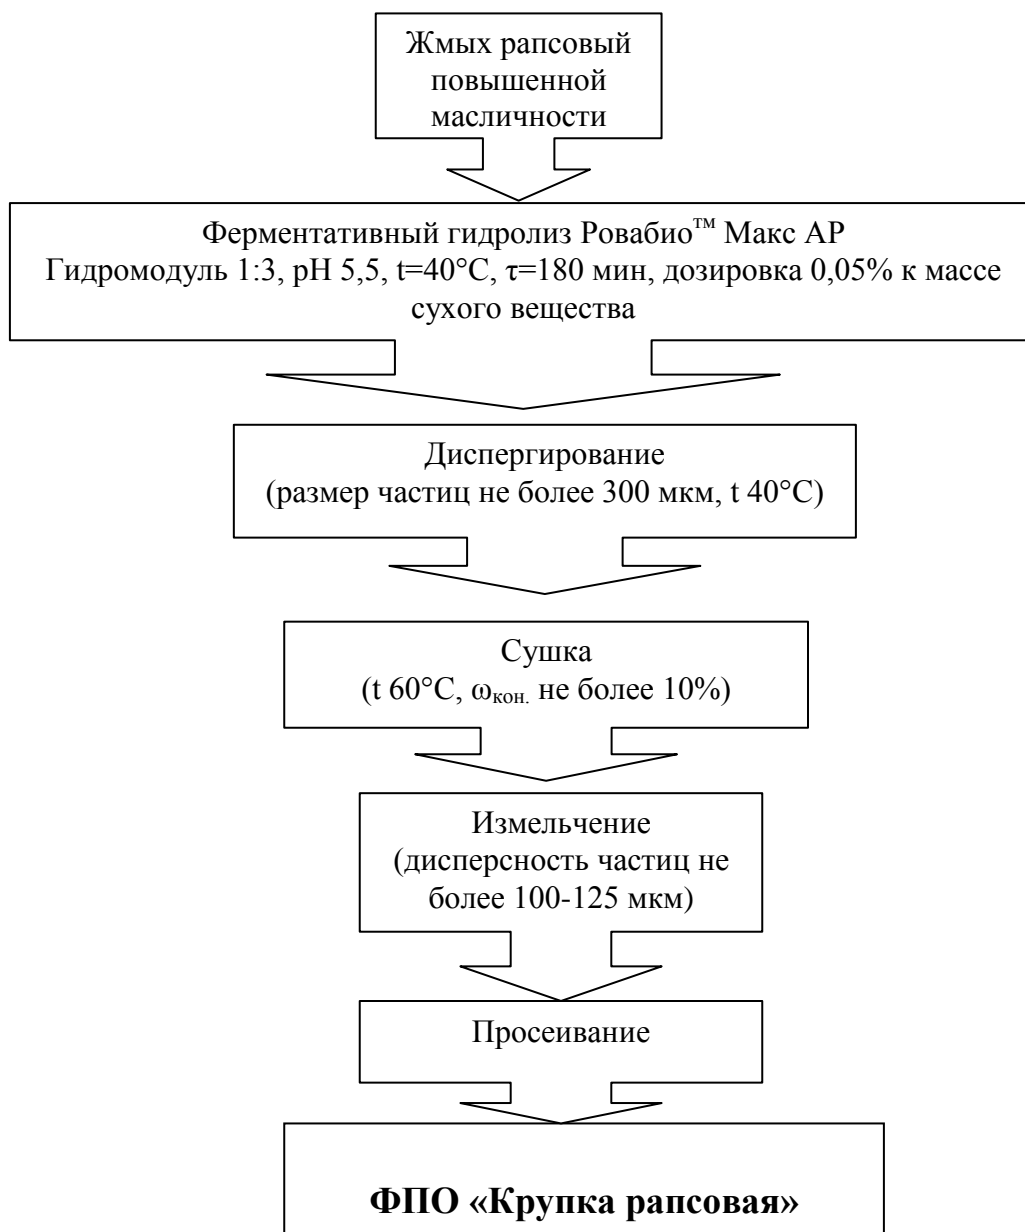 Жмых рапсовый
повышенной
масличности
Ферментативный гидролиз Ровабио™ Макс АР
Гидромодуль 1:3, рН 5,5, t=40°С, τ=180 мин, дозировка 0,05% к массе
сухого вещества
Диспергирование
(размер частиц не более 300 мкм, t 40°С)
Сушка
(t 60°С, ωкон. не более 10%)
Измельчение
(дисперсность частиц не
более 100-125 мкм)
Просеивание
ФПО «Крупка рапсовая»